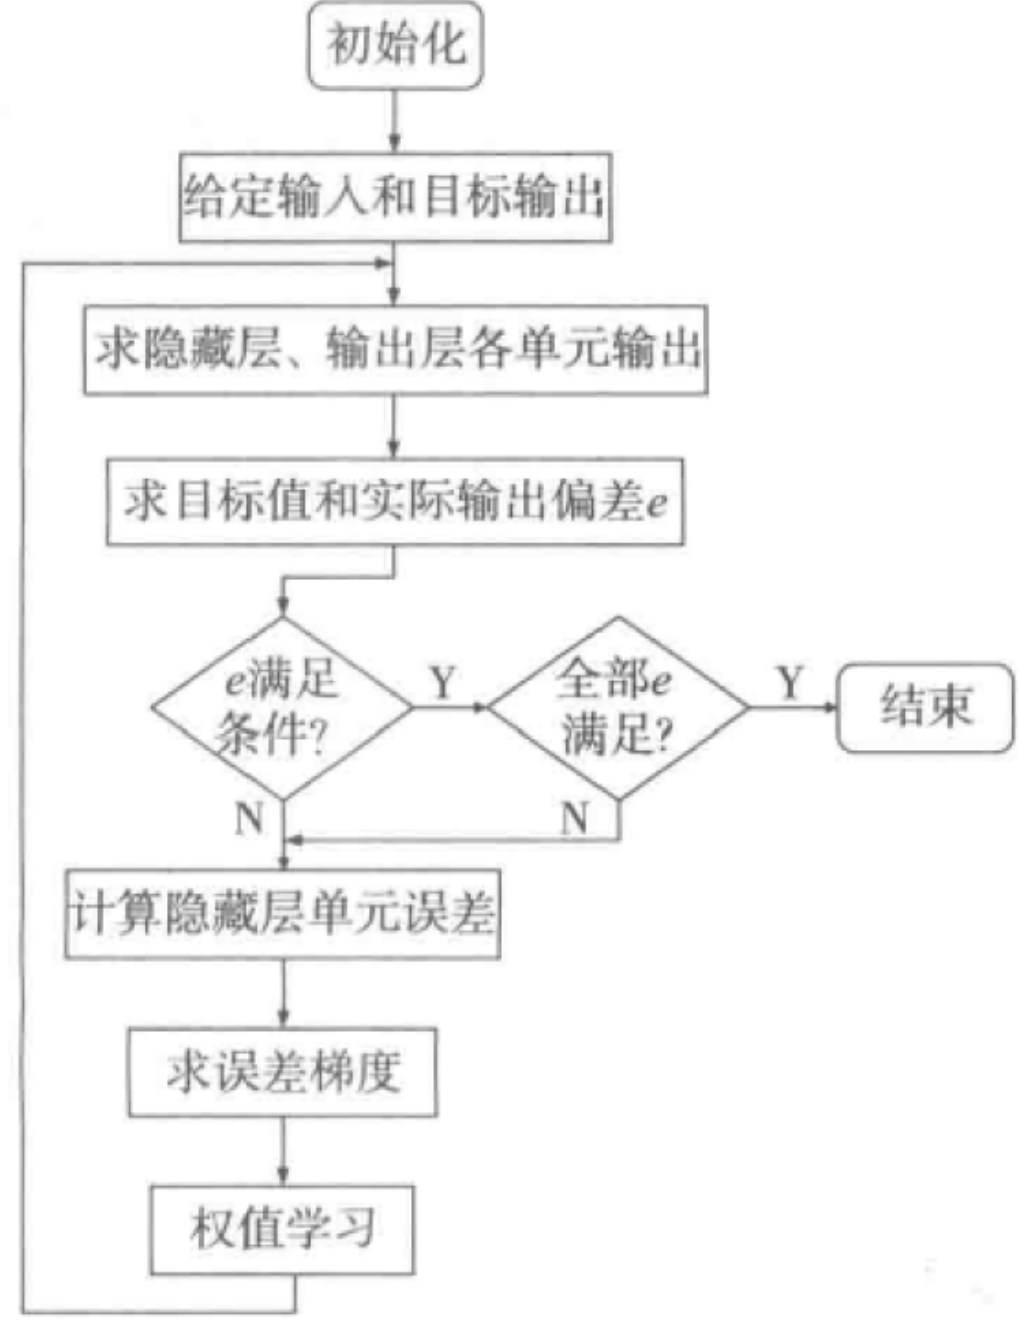 初始化
给定输入和目标输出
求隐藏层、输出层各单元输出
求目标值和实际输出偏差e
e满足
条件?
Y
全部e
满足?
Y
结束
N
N
计算隐藏层单元误差
求误差梯度
权值学习